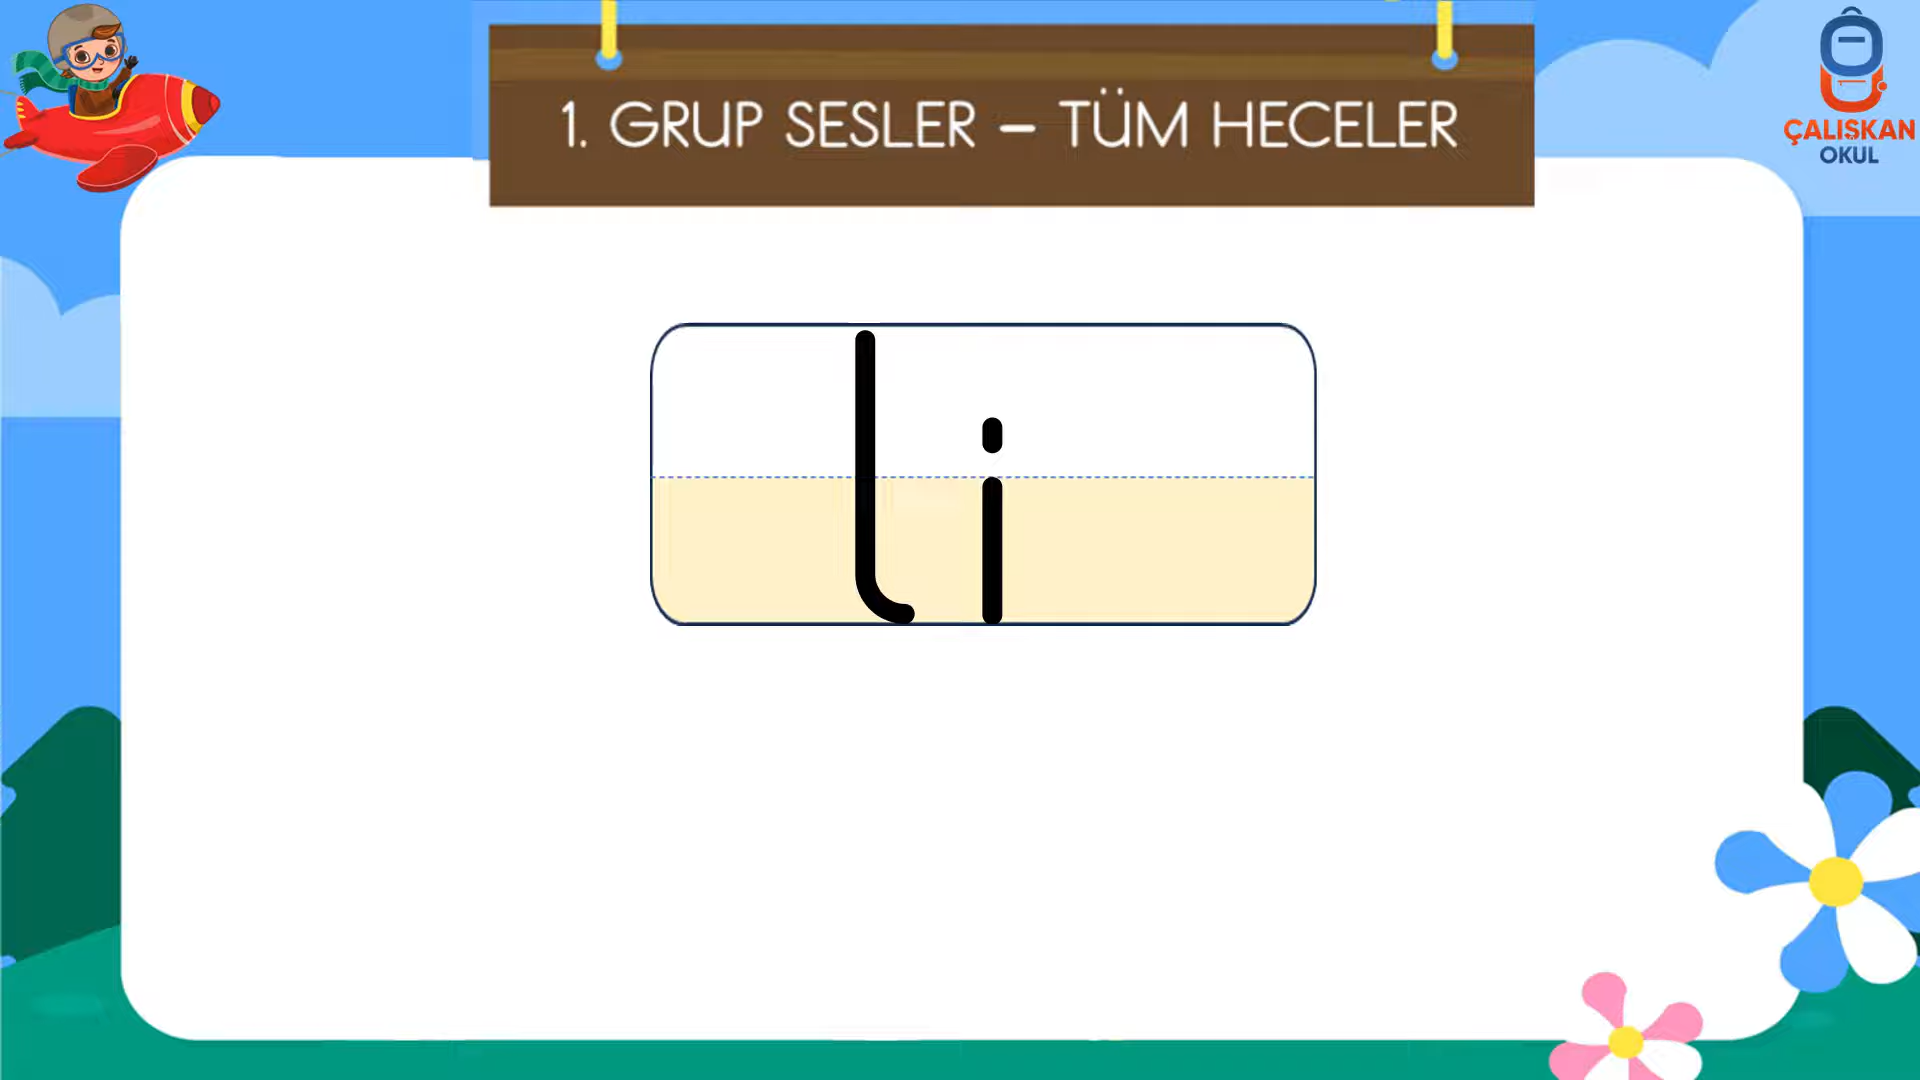 1. GRUP SESLER – TÜM HECELER
ÇALIŞKAN
OKUL
li